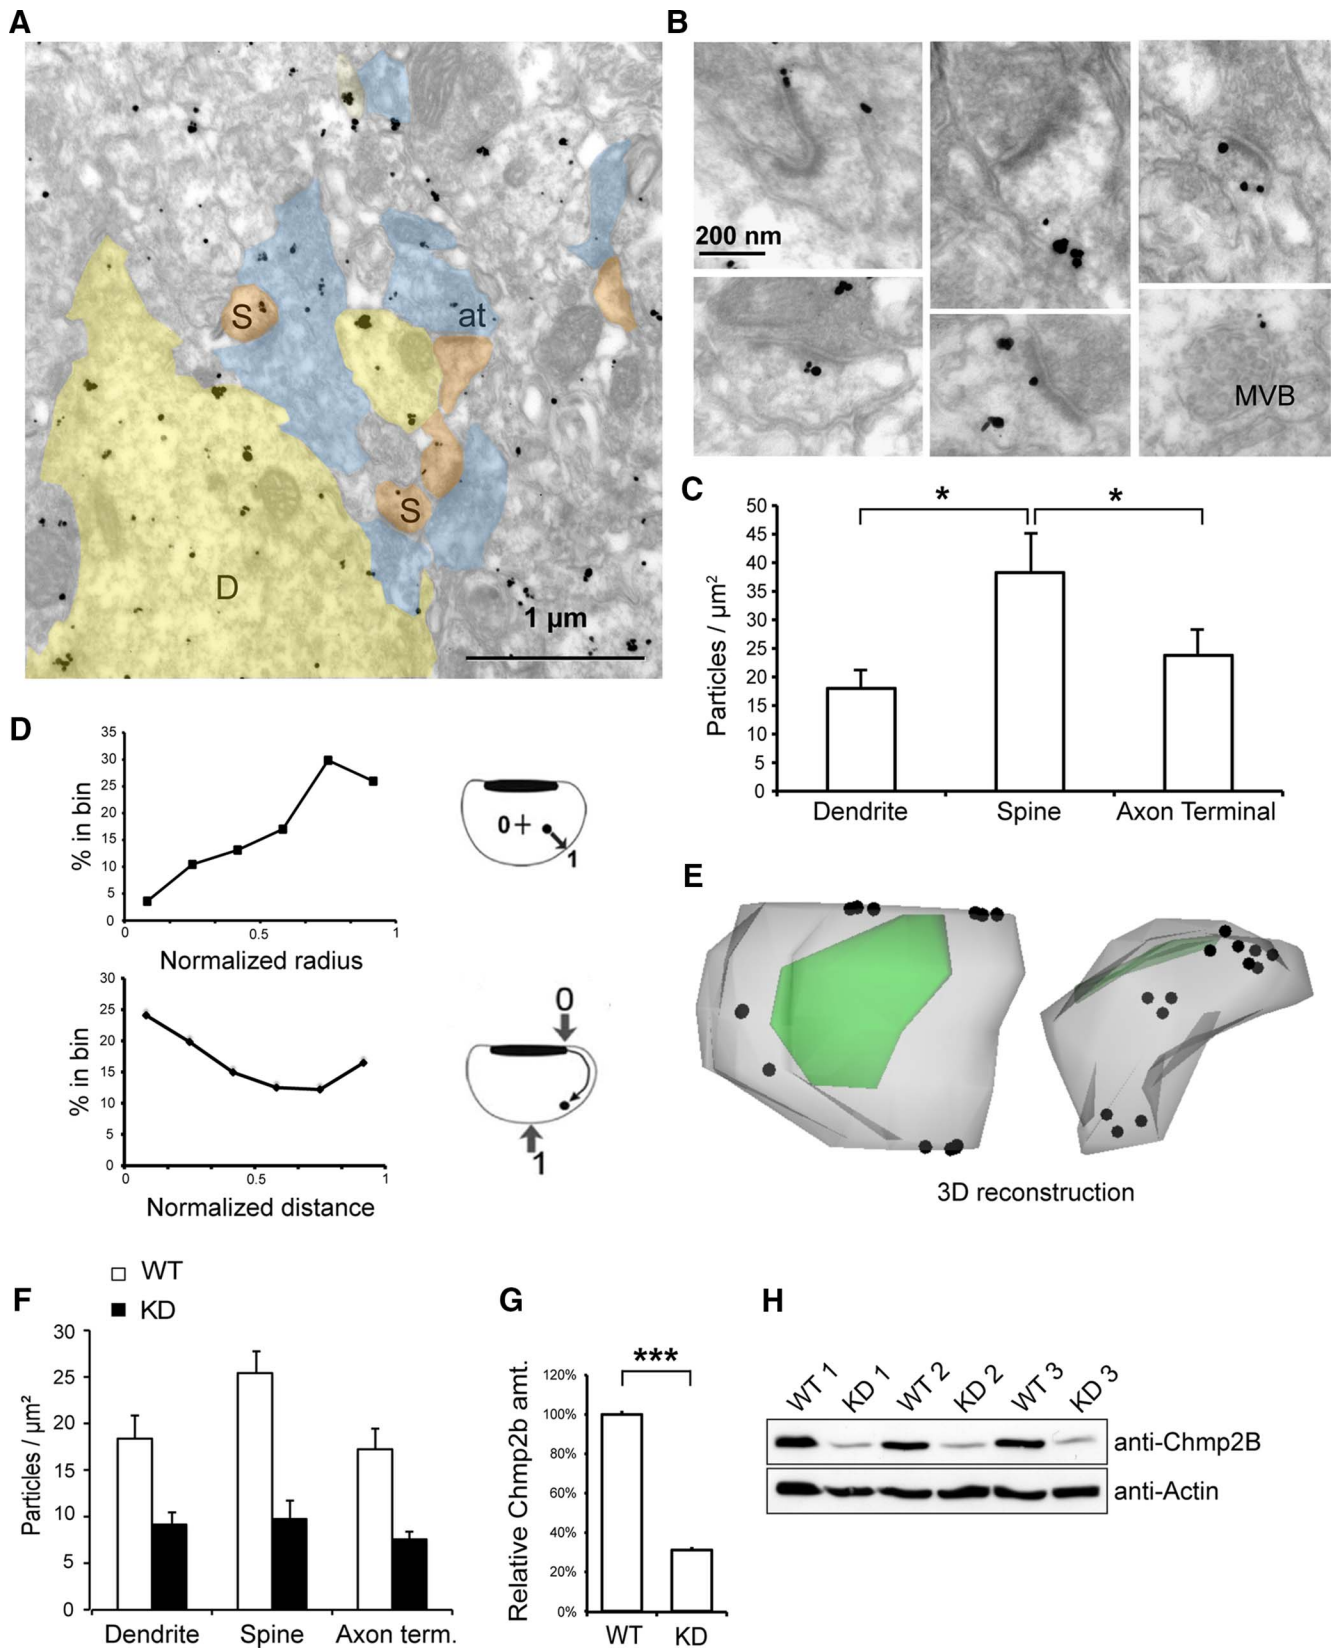 A
S
at
S
D
1 µm
B
200 nm
MVB
C
Particles / µm²
50
45
40
35
30
25
20
15
10
5
0
*
*
Dendrite Spine Axon Terminal
D
% in bin
35
30
25
20
15
10
5
0
0 0.5 1
Normalized radius
0+
1
% in bin
30
25
20
15
10
5
0
0 0.5 1
Normalized distance
0
1
E
3D reconstruction
WT
KD
F
Particles / µm²
30
25
20
15
10
5
0
Dendrite Spine Axon term.
G
Relative Chmp2b amt.
120%
100%
80%
60%
40%
20%
0%
***
WT KD
H
WT 1 KD 1 WT 2 KD 2 WT 3 KD 3
anti-Chmp2B
anti-Actin